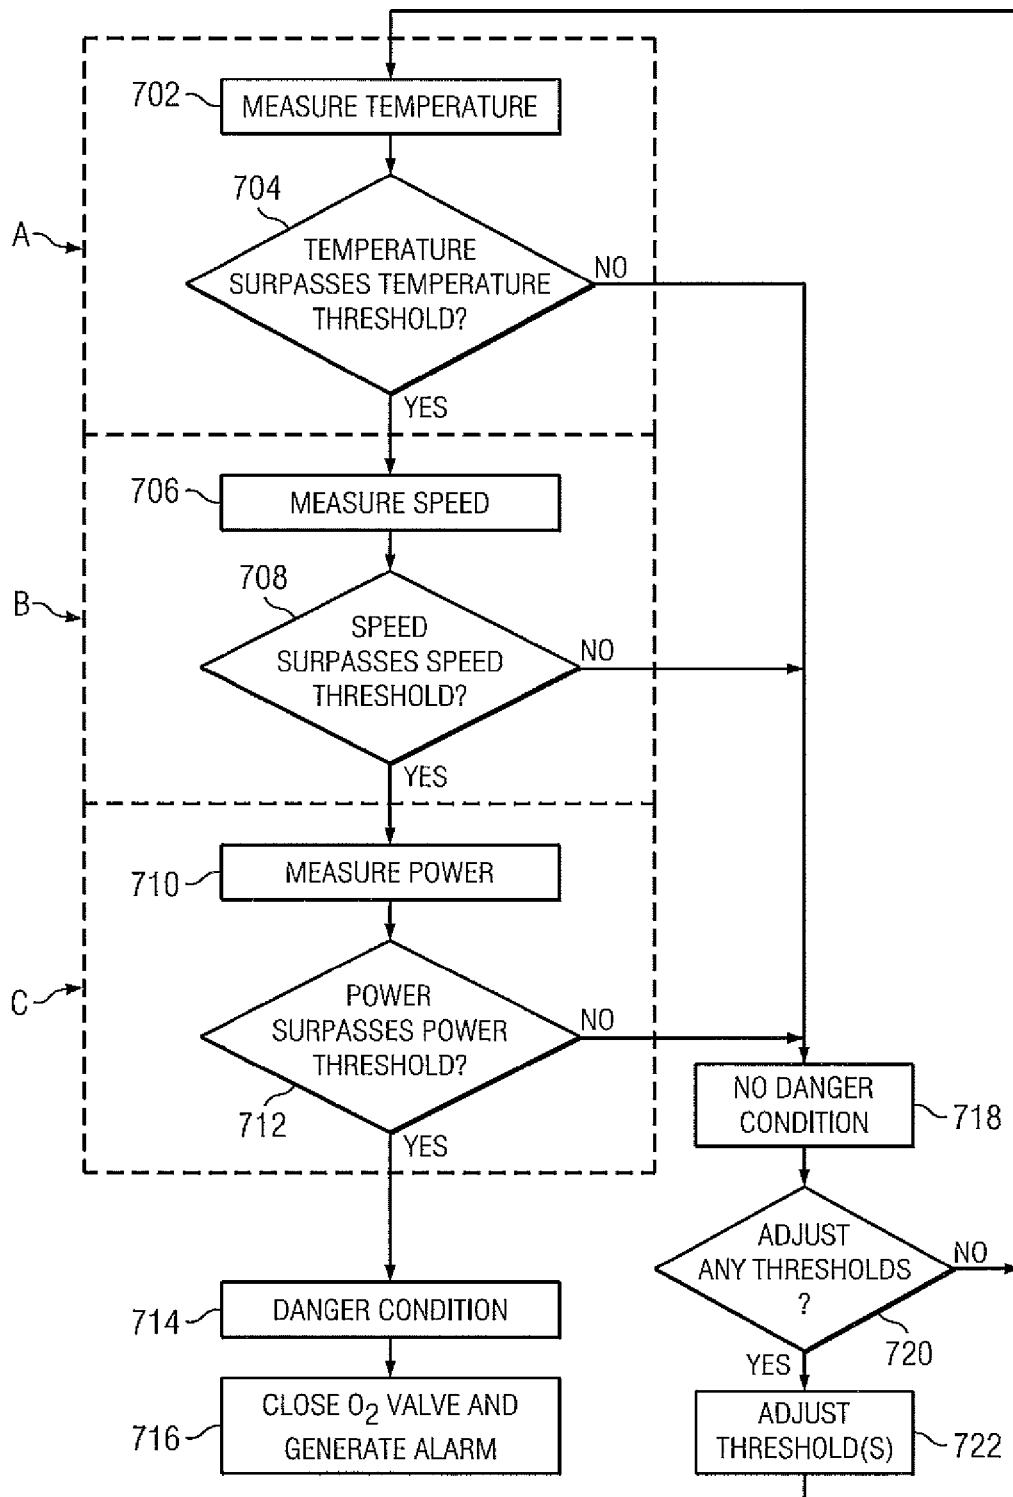 702
MEASURE TEMPERATURE
704
A
TEMPERATURE
SURPASSES TEMPERATURE
THRESHOLD?
NO
YES
706
MEASURE SPEED
708
B
SPEED
SURPASSES SPEED
THRESHOLD?
NO
YES
710
MEASURE POWER
C
POWER
SURPASSES POWER
THRESHOLD?
NO
712
YES
NO DANGER
CONDITION
718
ADJUST
ANY THRESHOLDS
?
NO
720
YES
714
DANGER CONDITION
716
CLOSE O₂ VALVE AND
GENERATE ALARM
ADJUST
THRESHOLD(S)
722